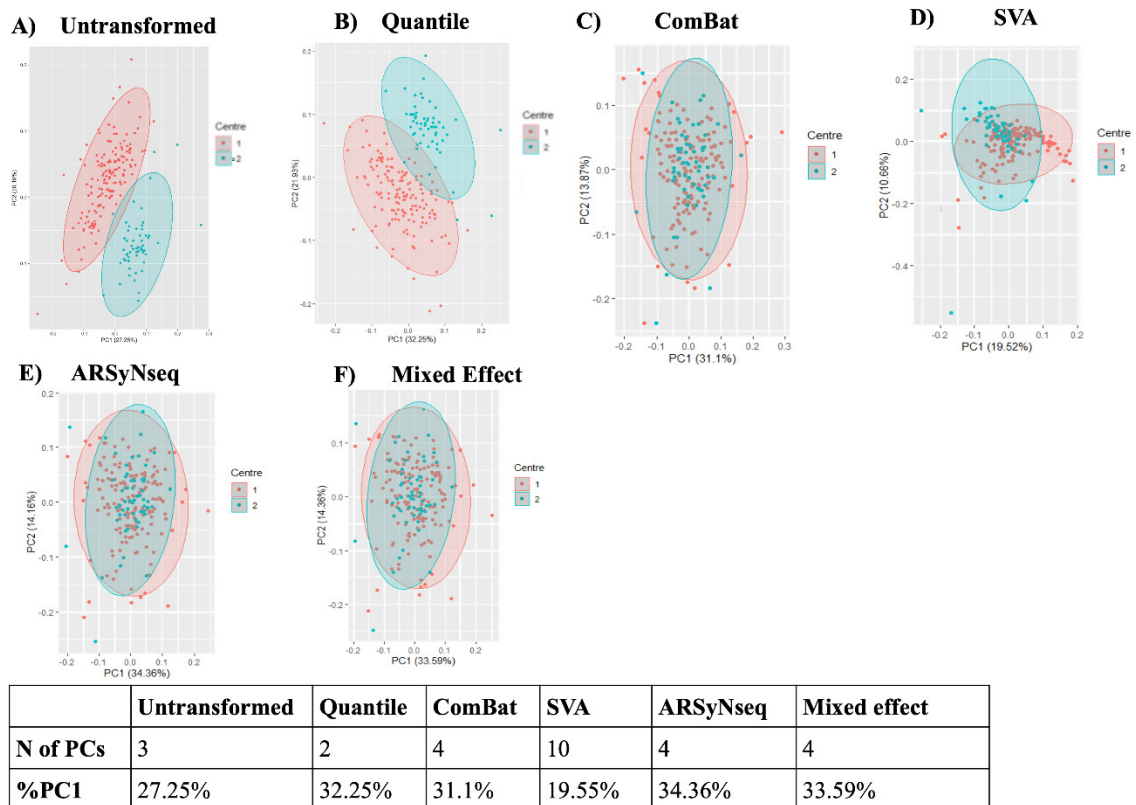 A) Untransformed
B) Quantile
C) ComBat
D) SVA
Centre
1
2
PC1 (27.25%)
Centre
1
2
PC2 (21.93%)
0.2
0.1
0.0
-0.1
-0.2
-0.2
-0.1
0.0
0.1
0.2
PC1 (32.25%)
Centre
1
2
PC2 (13.87%)
0.1
0.0
-0.1
-0.2
-0.2
-0.1
0.0
0.1
0.2
0.3
PC1 (31.1%)
Centre
1
2
PC2 (10.66%)
0.2
0.0
-0.2
-0.4
-0.2
-0.1
0.0
0.1
0.2
PC1 (19.52%)
E) ARSyNseq
F) Mixed Effect
Centre
1
2
PC2 (14.16%)
0.2
0.1
0.0
-0.1
-0.2
-0.2
-0.1
0.0
0.1
0.2
PC1 (34.36%)
Centre
1
2
PC2 (14.36%)
0.2
0.1
0.0
-0.1
-0.2
-0.2
-0.1
0.0
0.1
0.2
0.3
PC1 (33.59%)
Untransformed Quantile ComBat SVA ARSyNseq Mixed effect
N of PCs 3 2 4 10 4 4
%PC1 27.25% 32.25% 31.1% 19.55% 34.36% 33.59%